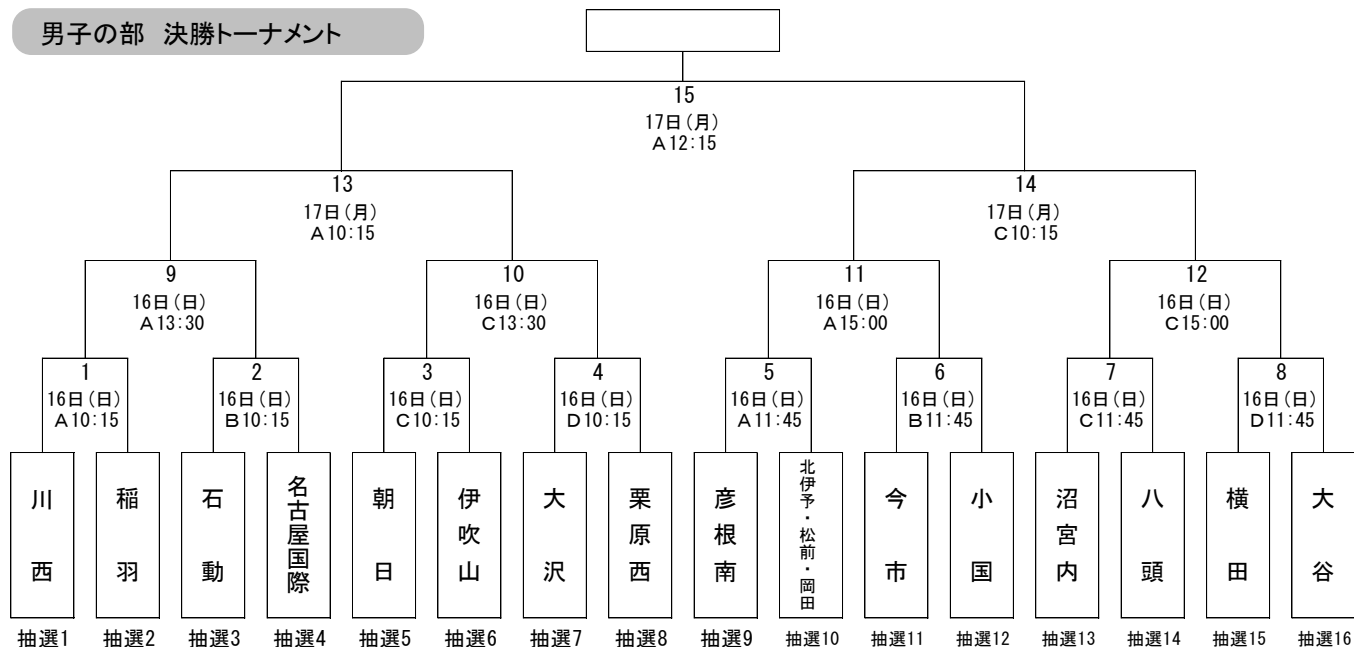 男子の部 決勝トーナメント
15
17日(月)
A12:15
13
17日(月)
A10:15
14
17日(月)
C10:15
9
16日(日)
A13:30
10
16日(日)
C13:30
11
16日(日)
A15:00
12
16日(日)
C15:00
1
16日(日)
A10:15
2
16日(日)
B10:15
3
16日(日)
C10:15
4
16日(日)
D10:15
5
16日(日)
A11:45
6
16日(日)
B11:45
7
16日(日)
C11:45
8
16日(日)
D11:45
川西
稲羽
石動
名古屋国際
朝日
伊吹山
大沢
栗原西
彦根南
北伊予・松前・岡田
今市
小国
沼宮内
八頭
横田
大谷
抽選1
抽選2
抽選3
抽選4
抽選5
抽選6
抽選7
抽選8
抽選9
抽選10
抽選11
抽選12
抽選13
抽選14
抽選15
抽選16